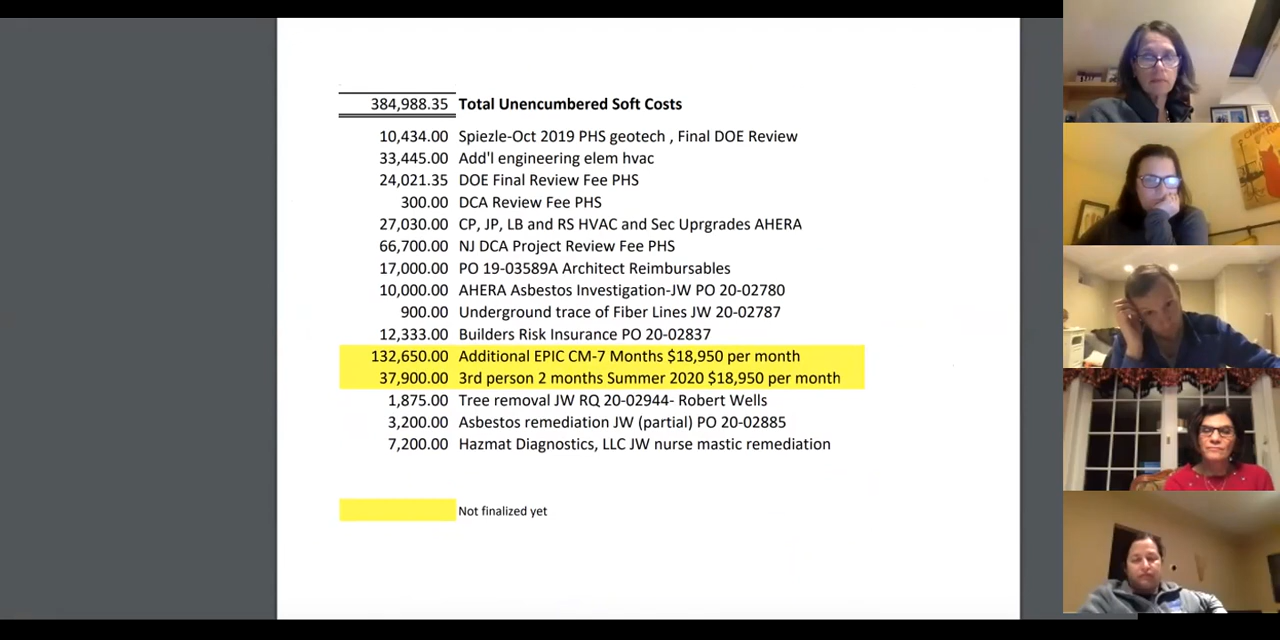 384,988.35 Total Unencumbered Soft Costs
10,434.00 Spiezle-Oct 2019 PHS geotech , Final DOE Review
33,445.00 Add'l engineering elem hvac
24,021.35 DOE Final Review Fee PHS
300.00 DCA Review Fee PHS
27,030.00 CP, JP, LB and RS HVAC and Sec Uprgrades AHERA
66,700.00 NJ DCA Project Review Fee PHS
17,000.00 PO 19-03589A Architect Reimbursables
10,000.00 AHERA Asbestos Investigation-JW PO 20-02780
900.00 Underground trace of Fiber Lines JW 20-02787
12,333.00 Builders Risk Insurance PO 20-02837
132,650.00 Additional EPIC CM-7 Months $18,950 per month
37,900.00 3rd person 2 months Summer 2020 $18,950 per month
1,875.00 Tree removal JW RQ 20-02944- Robert Wells
3,200.00 Asbestos remediation JW (partial) PO 20-02885
7,200.00 Hazmat Diagnostics, LLC JW nurse mastic remediation
Not finalized yet